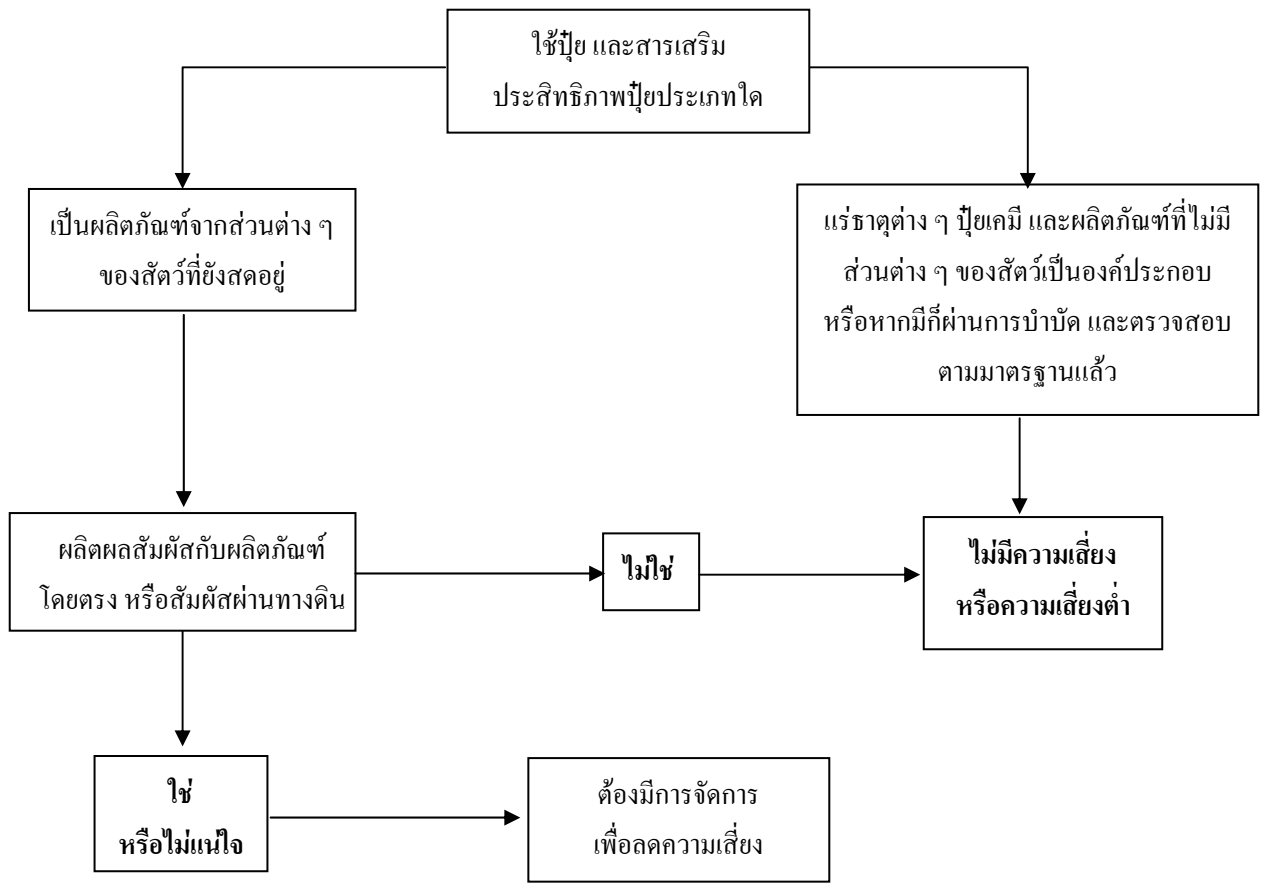 ใช้ปุ๋ย และสารเสริม
ประสิทธิภาพปุ๋ยประเภทใด
เป็นผลิตภัณฑ์จากส่วนต่าง ๆ
ของสัตว์ที่ยังสดอยู่
แร่ธาตุต่าง ๆ ปุ๋ยเคมี และผลิตภัณฑ์ที่ไม่มี
ส่วนต่าง ๆ ของสัตว์เป็นองค์ประกอบ
หรือหากมีก็ผ่านการบำบัด และตรวจสอบ
ตามมาตรฐานแล้ว
ผลิตผลสัมผัสกับผลิตภัณฑ์
โดยตรง หรือสัมผัสผ่านทางดิน
ไม่ใช่
ไม่มีความเสี่ยง
หรือความเสี่ยงต่ำ
ใช่
หรือไม่แน่ใจ
ต้องมีการจัดการ
เพื่อลดความเสี่ยง